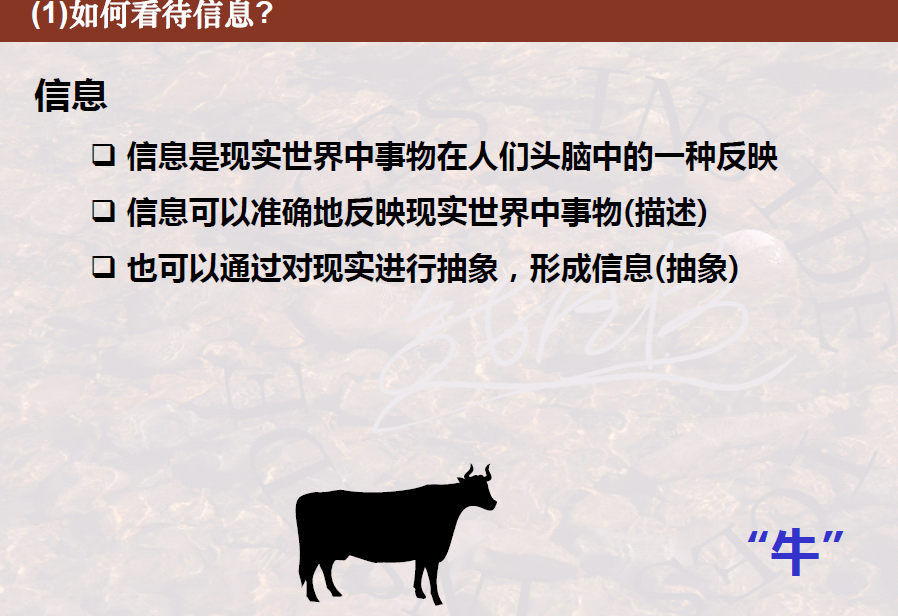 (1)如何看待信息?
信息
❑ 信息是现实世界中事物在人们头脑中的一种反映
❑ 信息可以准确地反映现实世界中事物(描述)
❑ 也可以通过对现实进行抽象，形成信息(抽象)
“牛”